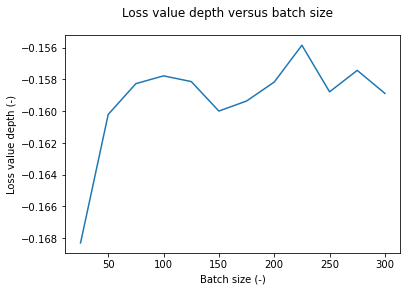 Loss value depth versus batch size
−0.156
−0.158
−0.160
−0.162
−0.164
−0.166
−0.168
Loss value depth (-)
50 100 150 200 250 300
Batch size (-)